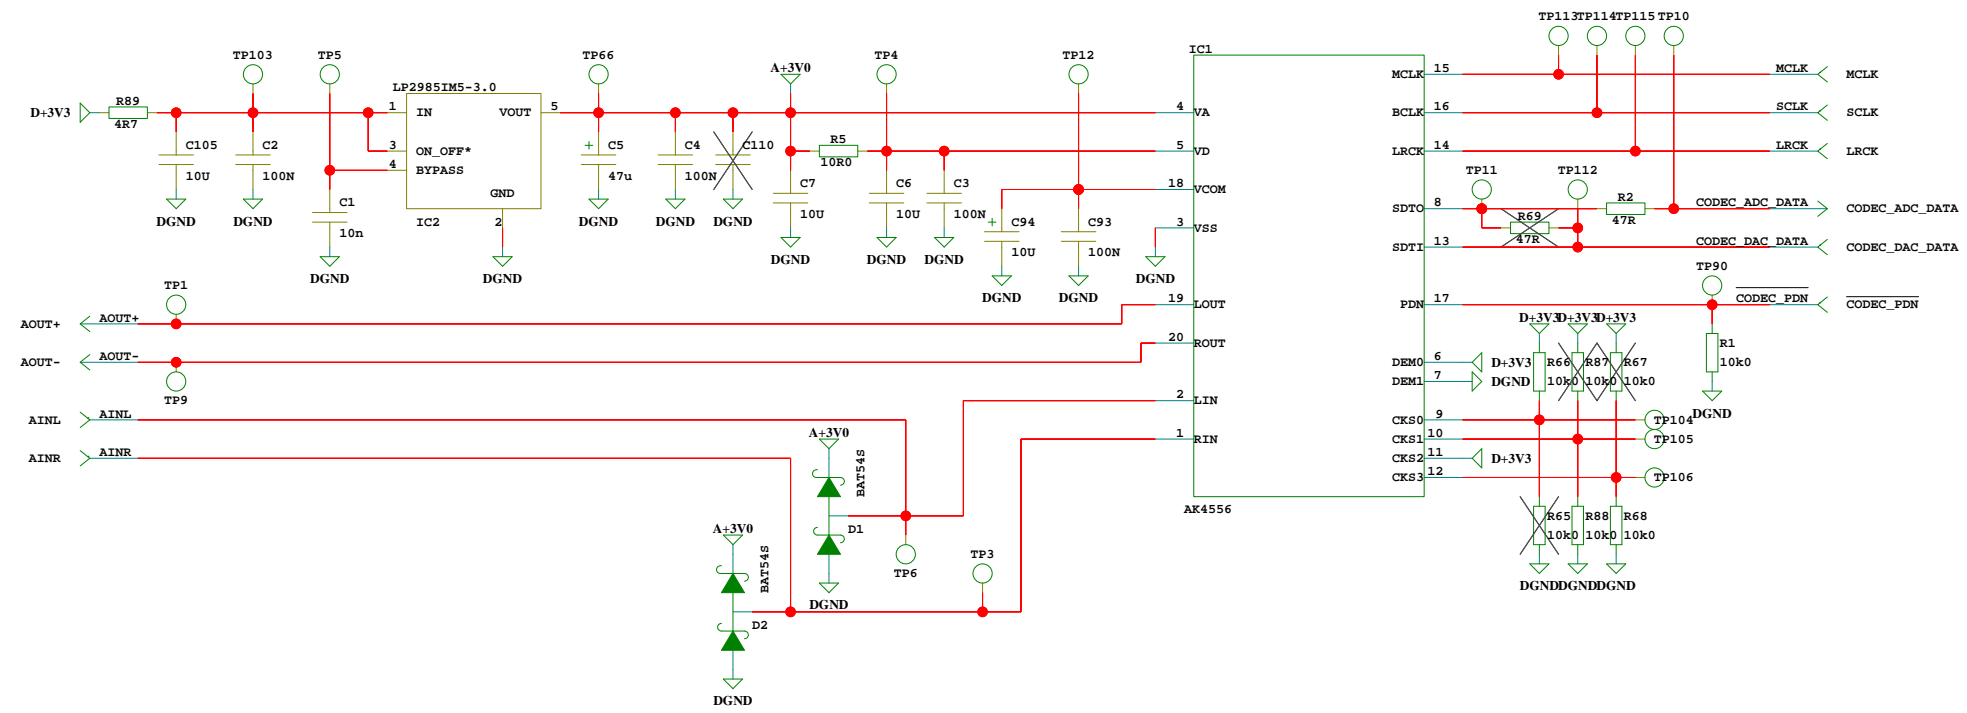 TP113 TP114 TP115 TP10
IC1
TP103 TP5 TP66 A+3V0 TP4 TP12
MCLK 15 MCLK MCLK
D+3V3 R89 4R7
LP2985IM5-3.0
1 IN VOUT 5
4 VA
BCLK 16 SCLK SCLK
C105 10U
C2 100N
3 ON_OFF*
4 BYPASS
GND
2
IC2
C5 47u
+
C4 100N
C110
R5 10R0
5 VD
LRCK 14 LRCK LRCK
TP11 TP112
DGND DGND
C1 10n
DGND
DGND
DGND DGND DGND
C7 10U
C6 10U
C3 100N
18 VCOM
SDTO 8 R2 47R CODEC_ADC_DATA CODEC_ADC_DATA
R69 47R
C94 10U
+
C93 100N
3 VSS
SDTI 13 CODEC_DAC_DATA CODEC_DAC_DATA
DGND DGND DGND
DGND DGND
DGND
TP90
TP1
19 LOUT
PDN 17 CODEC_PDN CODEC_PDN
AOUT+ AOUT+
D+3V3 D+3V3 D+3V3
20 ROUT
R1 10k0
DGND
AOUT- AOUT-
TP9
DEM0 6 D+3V3
DEM1 7 DGND
R66 10k0
R87 10k0
R67 10k0
2 LIN
AINL AINL
CKS0 9 TP104
1 RIN
CKS1 10 TP105
AINR AINR
CKS2 11 D+3V3
CKS3 12 TP106
A+3V0
BAT54S
D1
DGND
AK4556
R65 10k0
R88 10k0
R68 10k0
DGND DGND DGND
TP6
TP3
A+3V0
BAT54S
D2
DGND